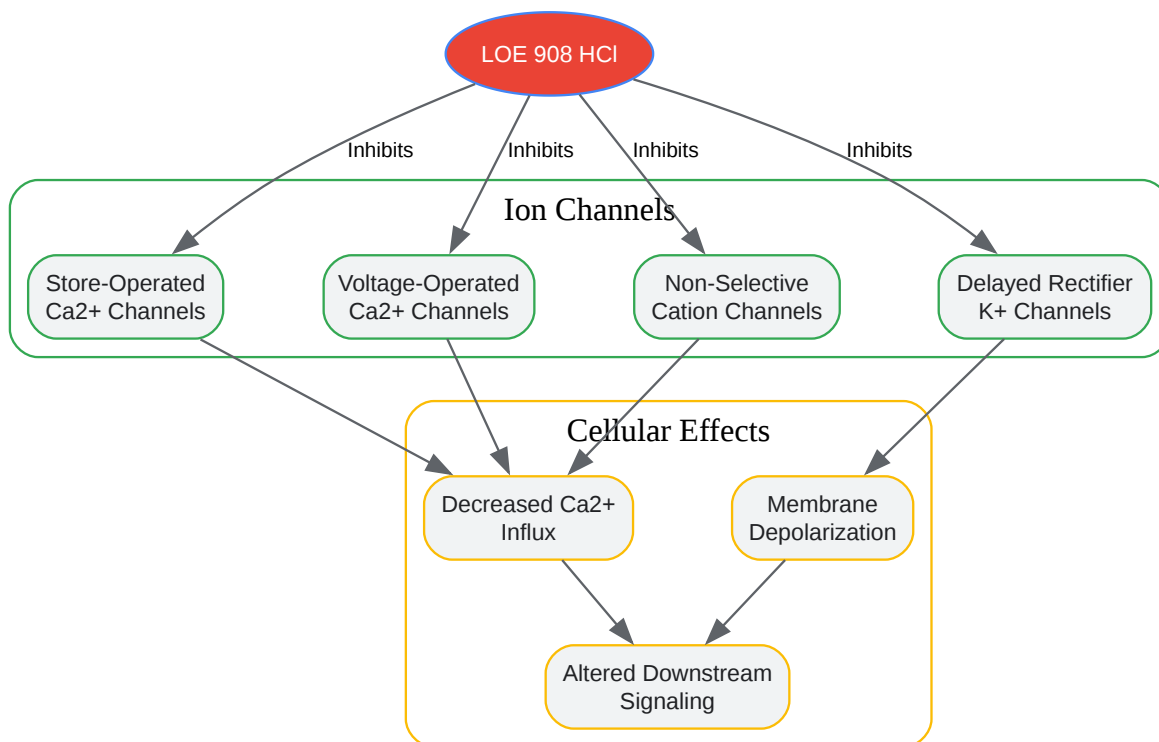 LOE 908 HCl
Inhibits
Inhibits
Inhibits
Inhibits
Ion Channels
Store-Operated
Ca2+ Channels
Voltage-Operated
Ca2+ Channels
Non-Selective
Cation Channels
Delayed Rectifier
K+ Channels
Cellular Effects
Decreased Ca2+
Influx
Membrane
Depolarization
Altered Downstream
Signaling